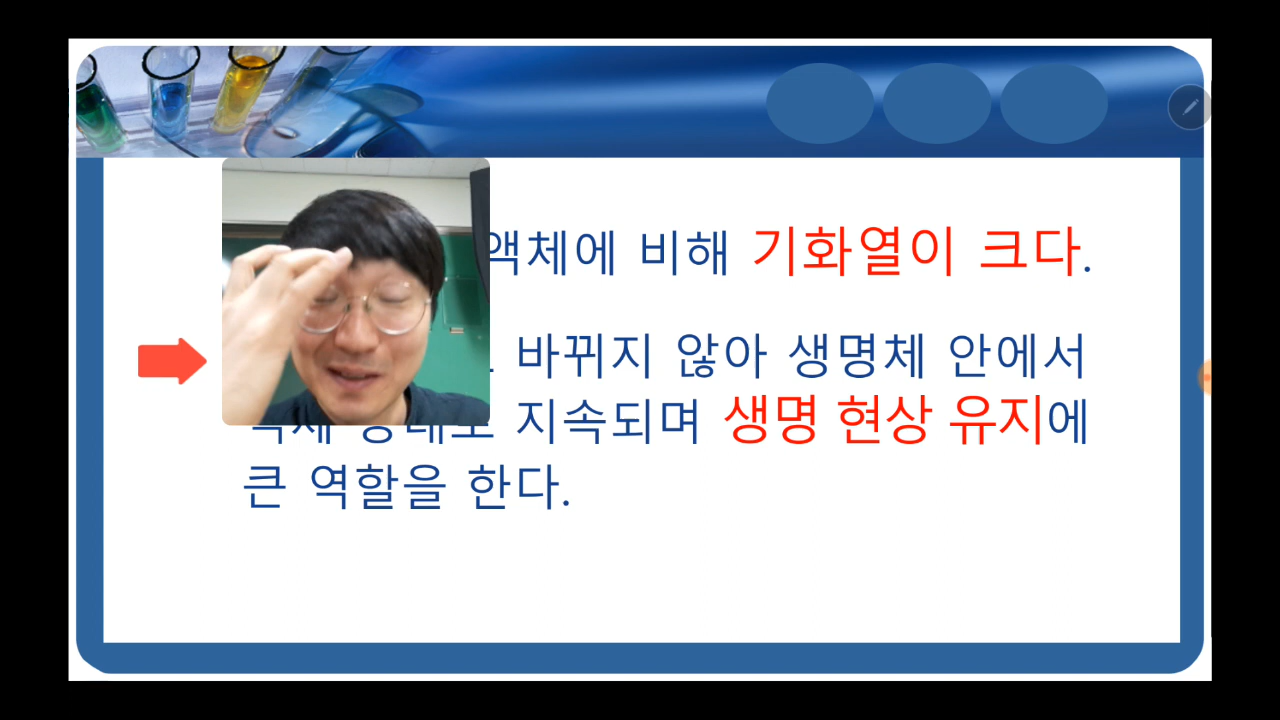 액체에 비해 기화열이 크다.
바뀌지 않아 생명체 안에서
지속되며 생명 현상 유지에
큰 역할을 한다.